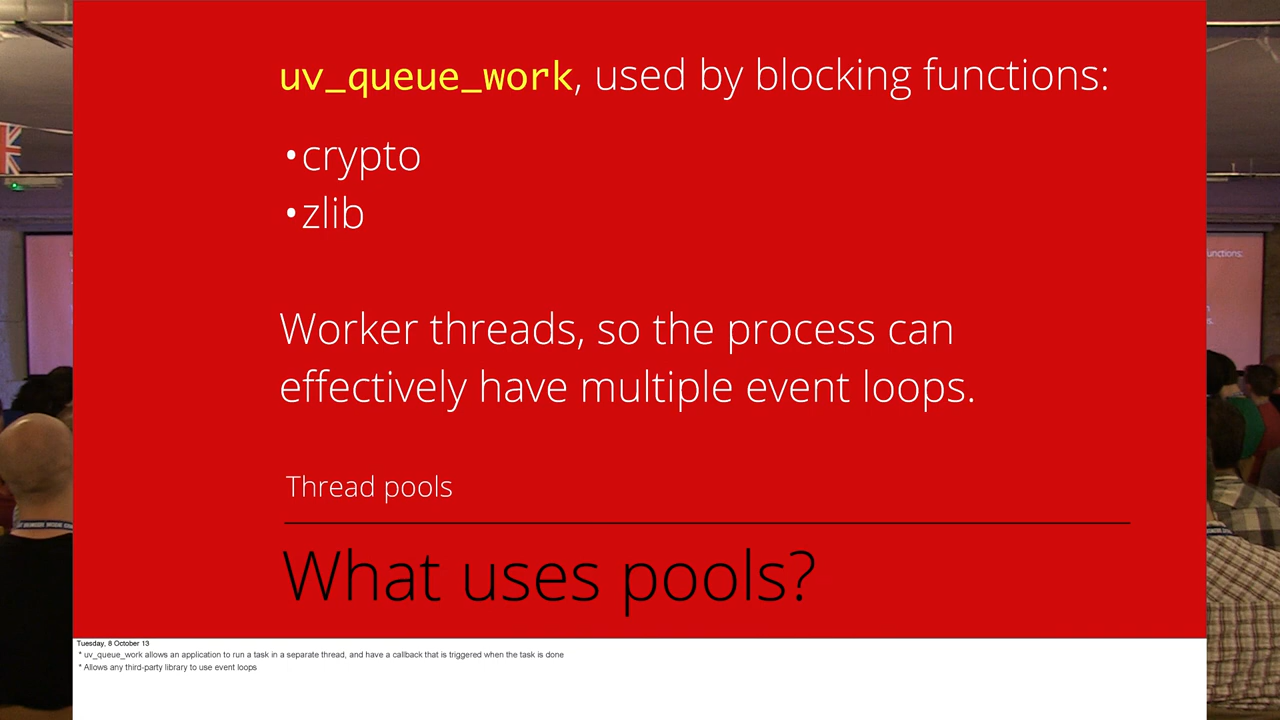 uv_queue_work, used by blocking functions:
•crypto
•zlib
Worker threads, so the process can
effectively have multiple event loops.
Thread pools
What uses pools?
Tuesday, 8 October 13
* uv_queue_work allows an application to run a task in a separate thread, and have a callback that is triggered when the task is done
* Allows any third-party library to use event loops
unctions: